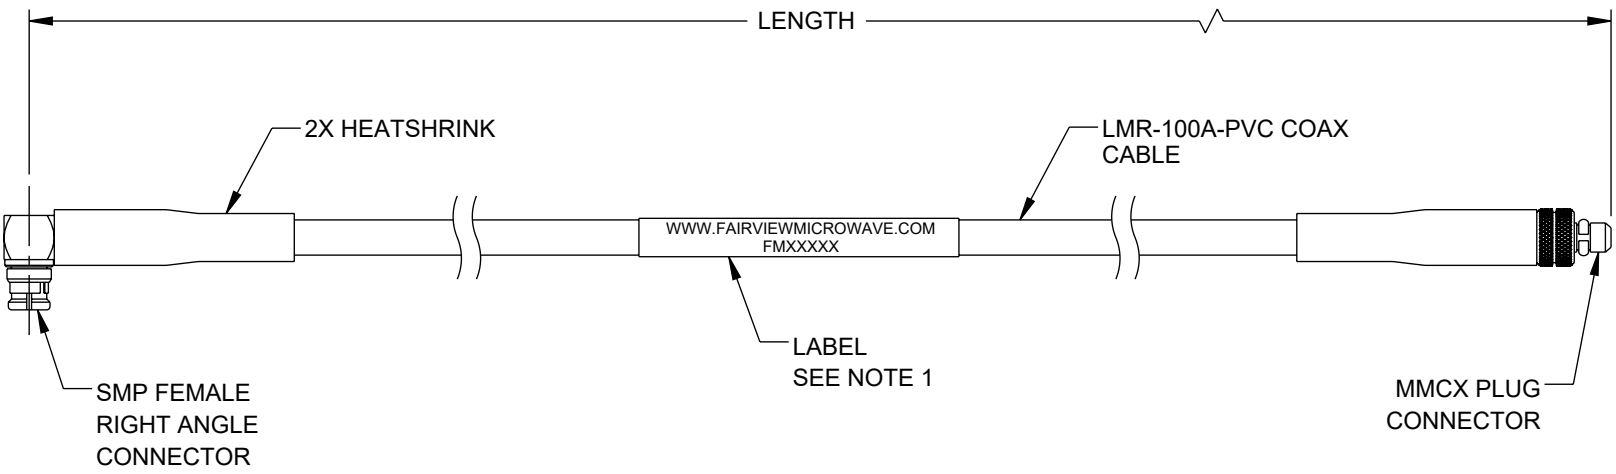 LENGTH
2X HEATSHRINK
LMR-100A-PVC COAX
CABLE
WWW.FAIRVIEWMICROWAVE.COM
FMXXXXX
LABEL
SEE NOTE 1
SMP FEMALE
RIGHT ANGLE
CONNECTOR
MMCX PLUG
CONNECTOR